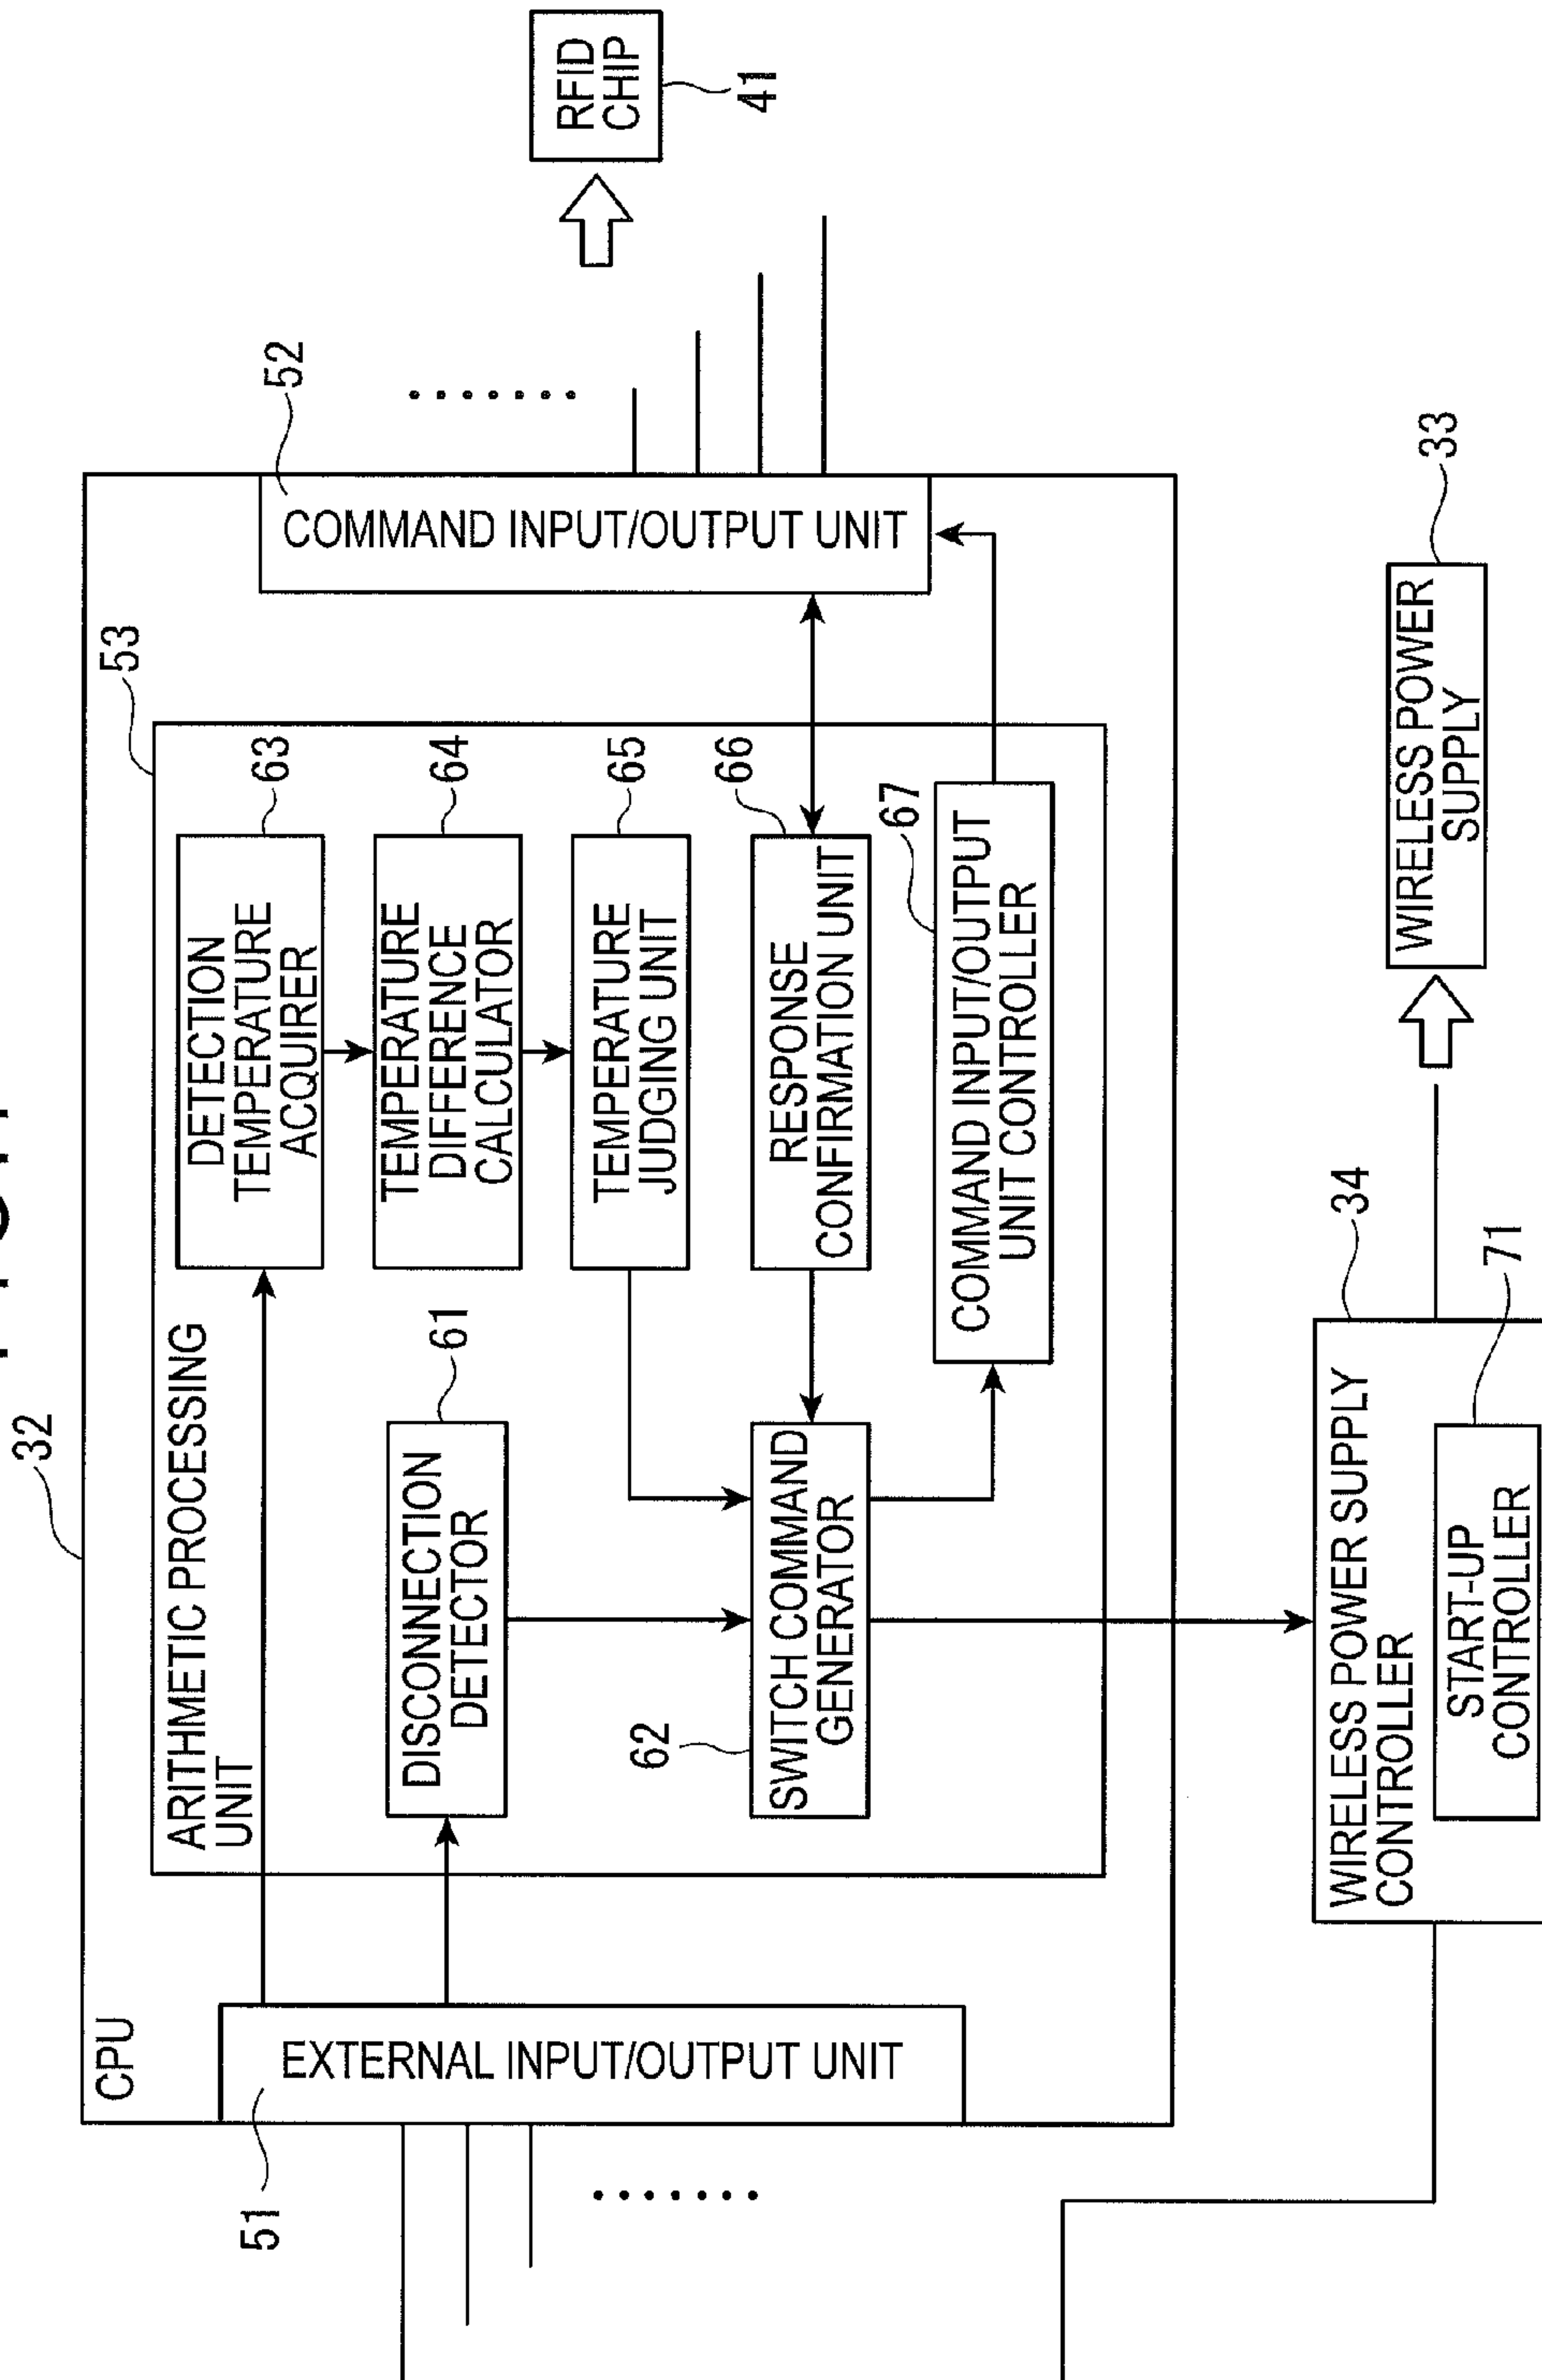 32
CPU
53
ARITHMETIC PROCESSING
UNIT
51
EXTERNAL INPUT/OUTPUT UNIT
DISCONNECTION
DETECTOR
61
62
SWITCH COMMAND
GENERATOR
DETECTION
TEMPERATURE
ACQUIRER
63
TEMPERATURE
DIFFERENCE
CALCULATOR
64
TEMPERATURE
JUDGING UNIT
65
RESPONSE
CONFIRMATION UNIT
66
COMMAND INPUT/OUTPUT
UNIT CONTROLLER
67
52
COMMAND INPUT/OUTPUT UNIT
RFID
CHIP
41
WIRELESS POWER SUPPLY
CONTROLLER
34
START-UP
CONTROLLER
71
WIRELESS POWER
SUPPLY
33